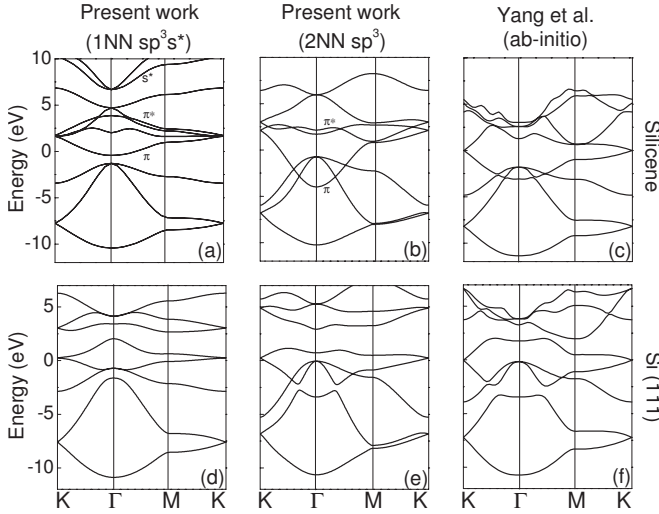 Present work Present work Yang et al.
(1NN sp³s*) (2NN sp³) (ab-initio)
10
5
0
-5
-10
Energy (eV)
s*
π*
π
(a)
π*
π
(b)
(c)
Silicene
5
0
-5
-10
Energy (eV)
(d)
(e)
(f)
Si (111)
K Γ M K K Γ M K K Γ M K